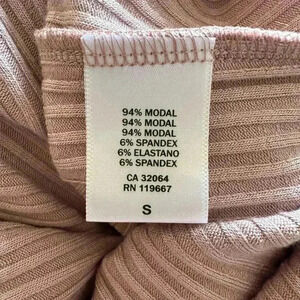 94% MODAL
94% MODAL
94% MODAL
6% SPANDEX
6% ELASTANO
6% SPANDEX
CA 32064
RN 119667
S